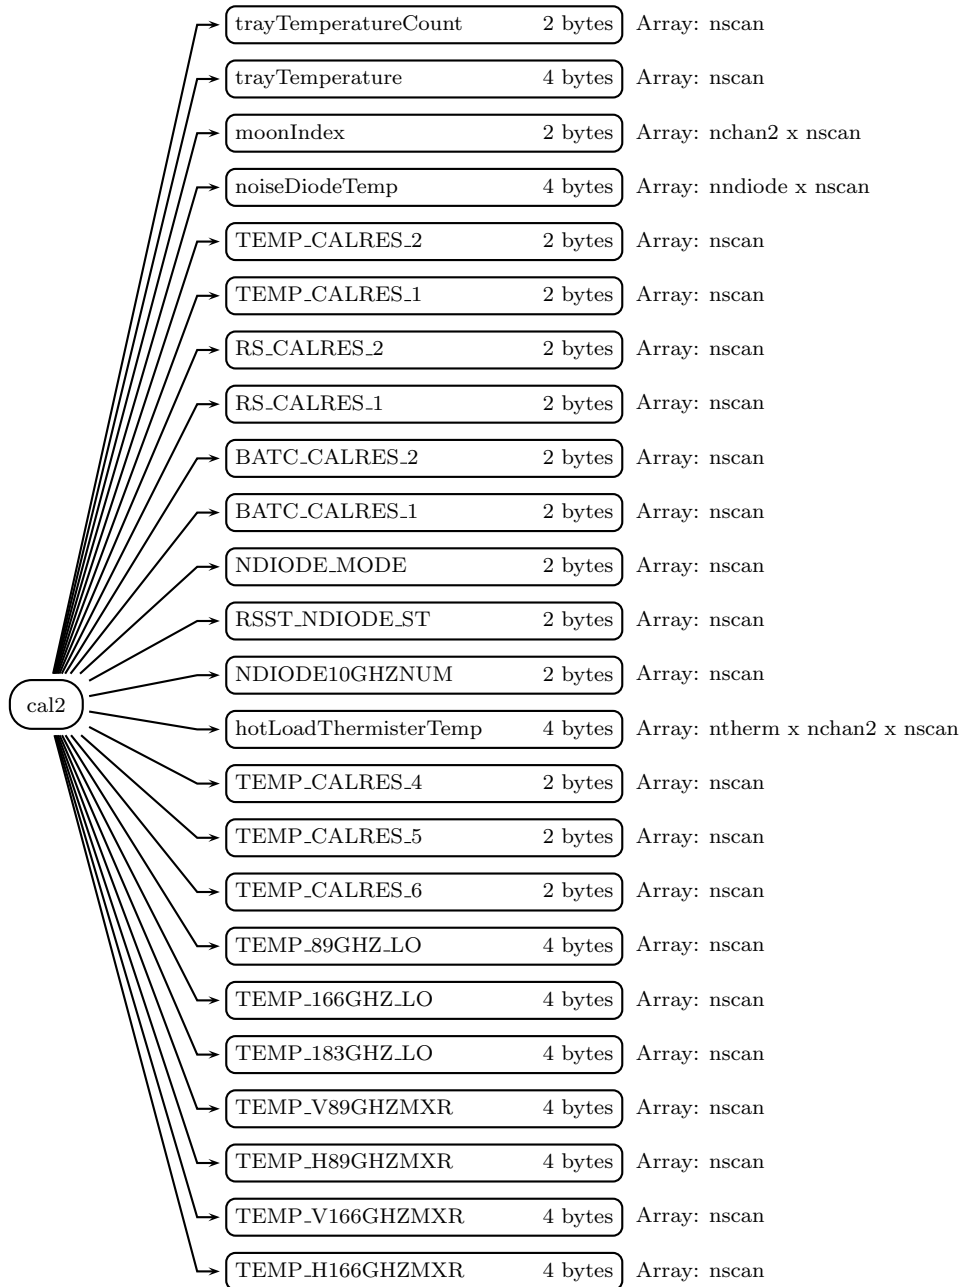 trayTemperatureCount 2 bytes Array: nscan
trayTemperature 4 bytes Array: nscan
moonIndex 2 bytes Array: nchan2 x nscan
noiseDiodeTemp 4 bytes Array: nndiode x nscan
TEMP_CALRES_2 2 bytes Array: nscan
TEMP_CALRES_1 2 bytes Array: nscan
RS_CALRES_2 2 bytes Array: nscan
RS_CALRES_1 2 bytes Array: nscan
BATC_CALRES_2 2 bytes Array: nscan
BATC_CALRES_1 2 bytes Array: nscan
NDIODE_MODE 2 bytes Array: nscan
RSST_NDIODE_ST 2 bytes Array: nscan
NDIODE10GHZNUM 2 bytes Array: nscan
cal2
hotLoadThermisterTemp 4 bytes Array: ntherm x nchan2 x nscan
TEMP_CALRES_4 2 bytes Array: nscan
TEMP_CALRES_5 2 bytes Array: nscan
TEMP_CALRES_6 2 bytes Array: nscan
TEMP_89GHZ_LO 4 bytes Array: nscan
TEMP_166GHZ_LO 4 bytes Array: nscan
TEMP_183GHZ_LO 4 bytes Array: nscan
TEMP_V89GHZMXR 4 bytes Array: nscan
TEMP_H89GHZMXR 4 bytes Array: nscan
TEMP_V166GHZMXR 4 bytes Array: nscan
TEMP_H166GHZMXR 4 bytes Array: nscan